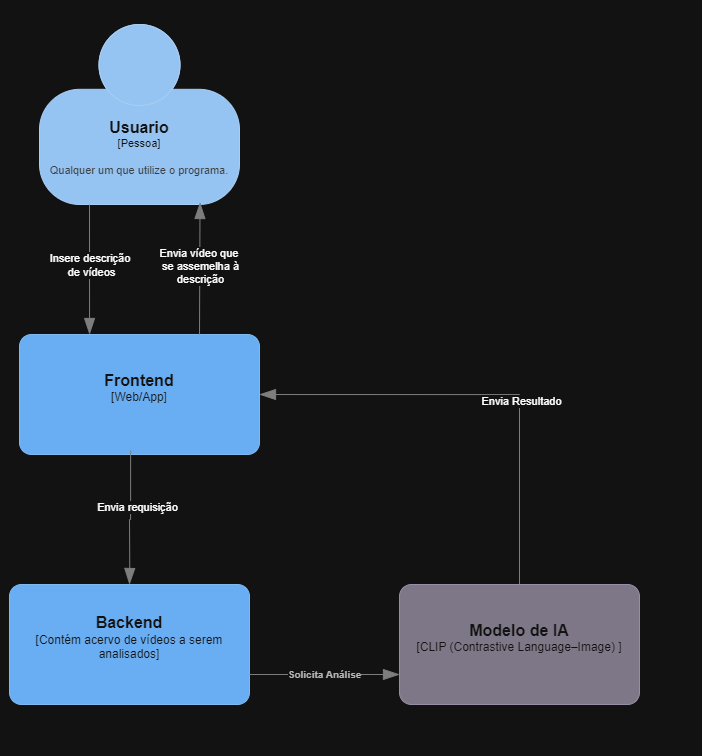 Usuario
[Pessoa]
Qualquer um que utilize o programa.
Insere descrição
de vídeos
Envia vídeo que
se assemelha à
descrição
Frontend
[Web/App]
Envia Resultado
Envia requisição
Backend
[Contém acervo de vídeos a serem
analisados]
Solicita Análise
Modelo de IA
[CLIP (Contrastive Language–Image) ]